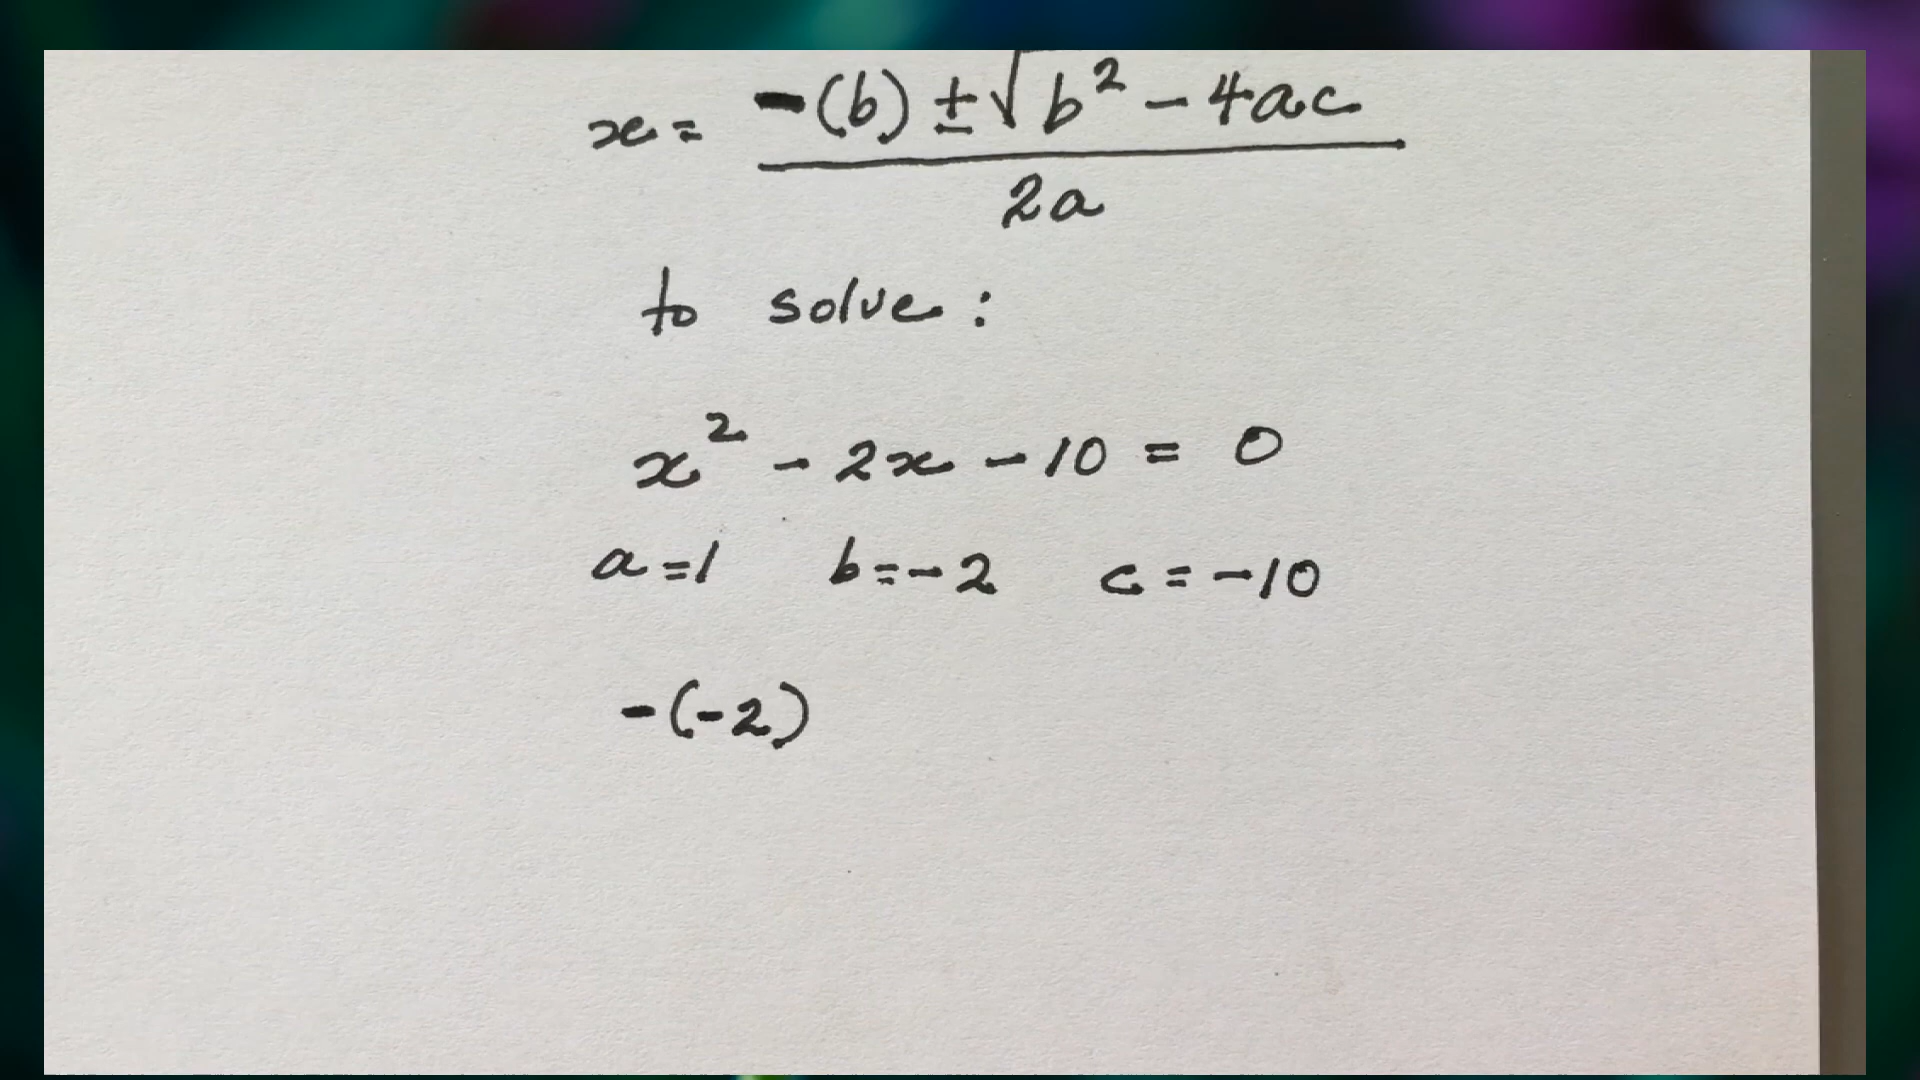 x = -(b) ± √b² - 4ac
2a
to solve:
x² - 2x - 10 = 0
a=1 b=-2 c=-10
-(-2)